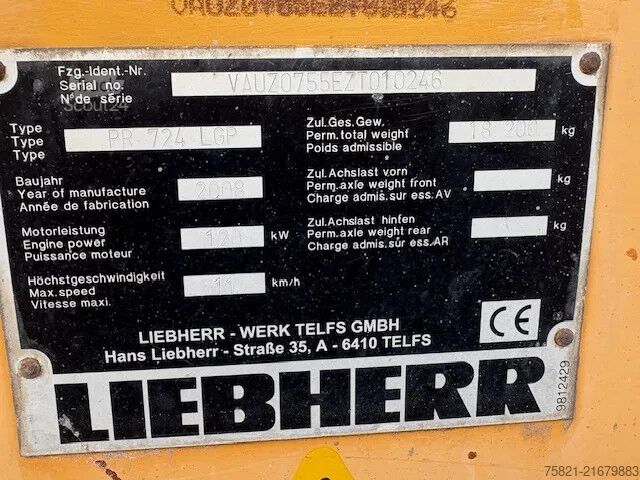 Fzg.-Ident.-Nr.
Serial no.
N° de série
VAUZ0755EZT010246
Scout24
Type
Type
Type
PR 724 LGP
Baujahr
Year of manufacture
Année de fabrication
2008
Motorleistung
Engine power
Puissance moteur
kW
Höchstgeschwindigkeit
Max. speed
Vitesse maxi.
11
km/h
Zul.Ges.Gew.
Perm.total weight
Poids admissible
18.200
kg
Zul.Achslast vorn
Perm.axle weight front
Charge admis.sur ess.AV
kg
Zul.Achslast hinfen
Perm.axle weight rear
Charge admis.sur ess.AR
kg
LIEBHERR - WERK TELFS GMBH
Hans Liebherr - Straße 35, A - 6410 TELFS
CE
LIEBHERR
9812429
75821-21679883